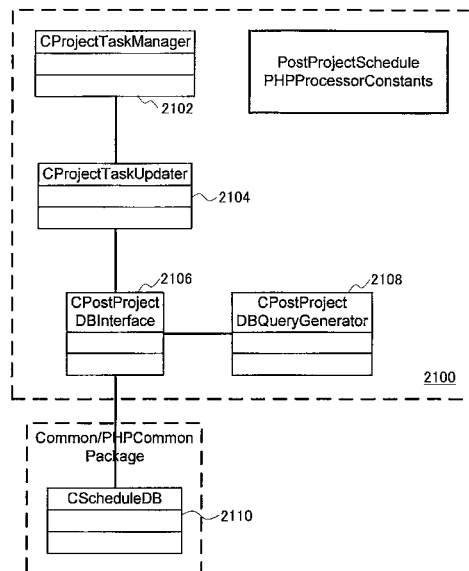 CProjectTaskManager
2102
PostProjectSchedule
PHPProcessorConstants
CProjectTaskUpdater
2104
2106
CPostProject
DBInterface
2108
CPostProject
DBQueryGenerator
2100
Common/PHPCommon
Package
CScheduleDB
2110